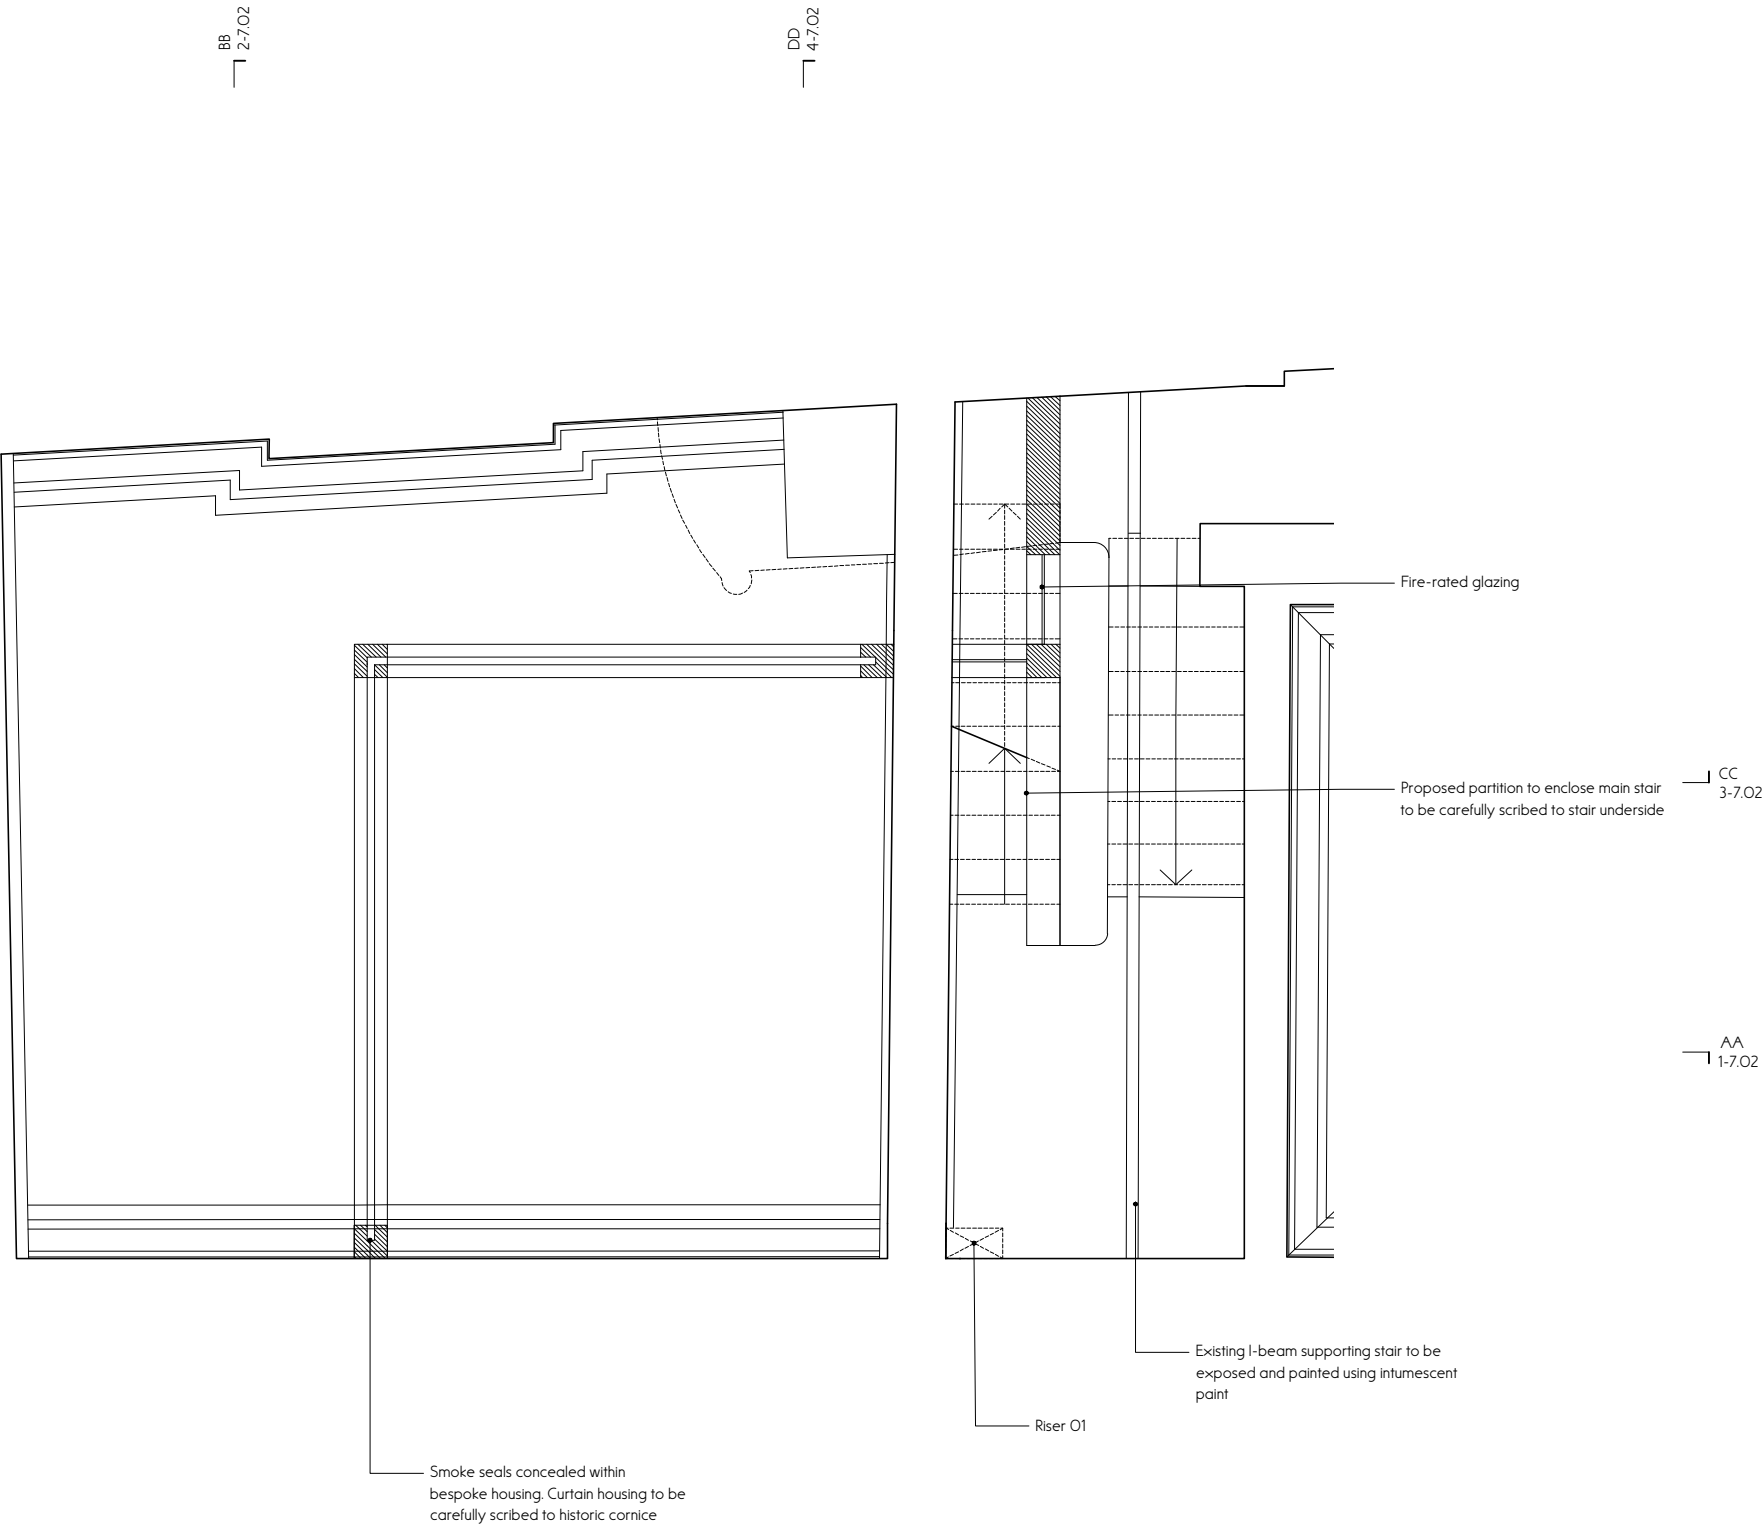 BB
2-7.02
DD
4-7.02
Fire-rated glazing
CC
3-7.02
Proposed partition to enclose main stair
to be carefully scribed to stair underside
AA
1-7.02
Existing I-beam supporting stair to be
exposed and painted using intumescent
paint
Riser 01
Smoke seals concealed within
bespoke housing. Curtain housing to be
carefully scribed to historic cornice